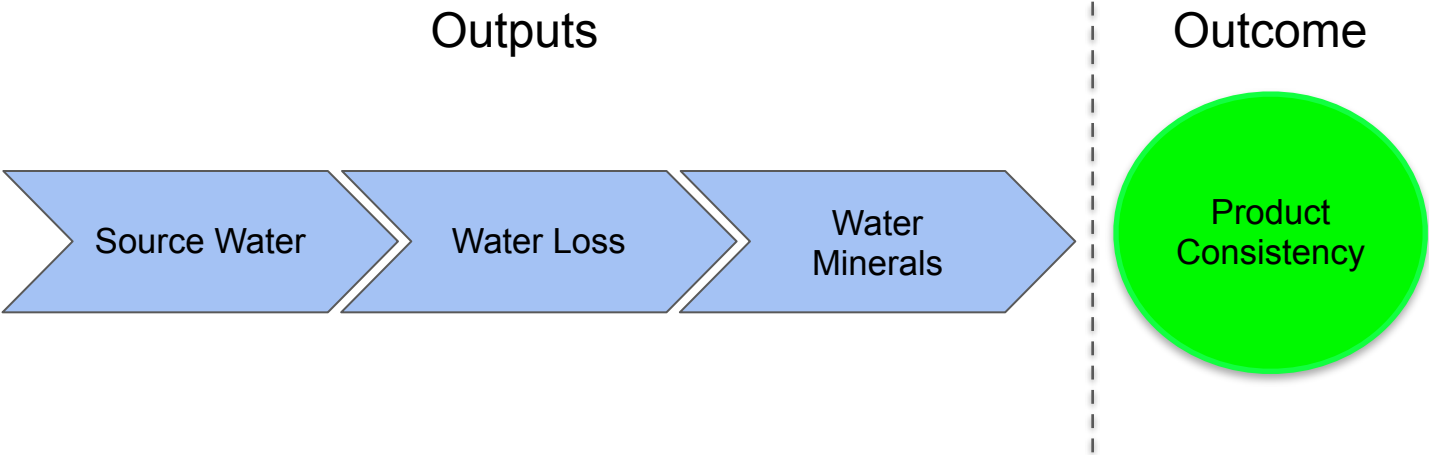 Outputs
Outcome
Source Water
Water Loss
Water
Minerals
Product
Consistency